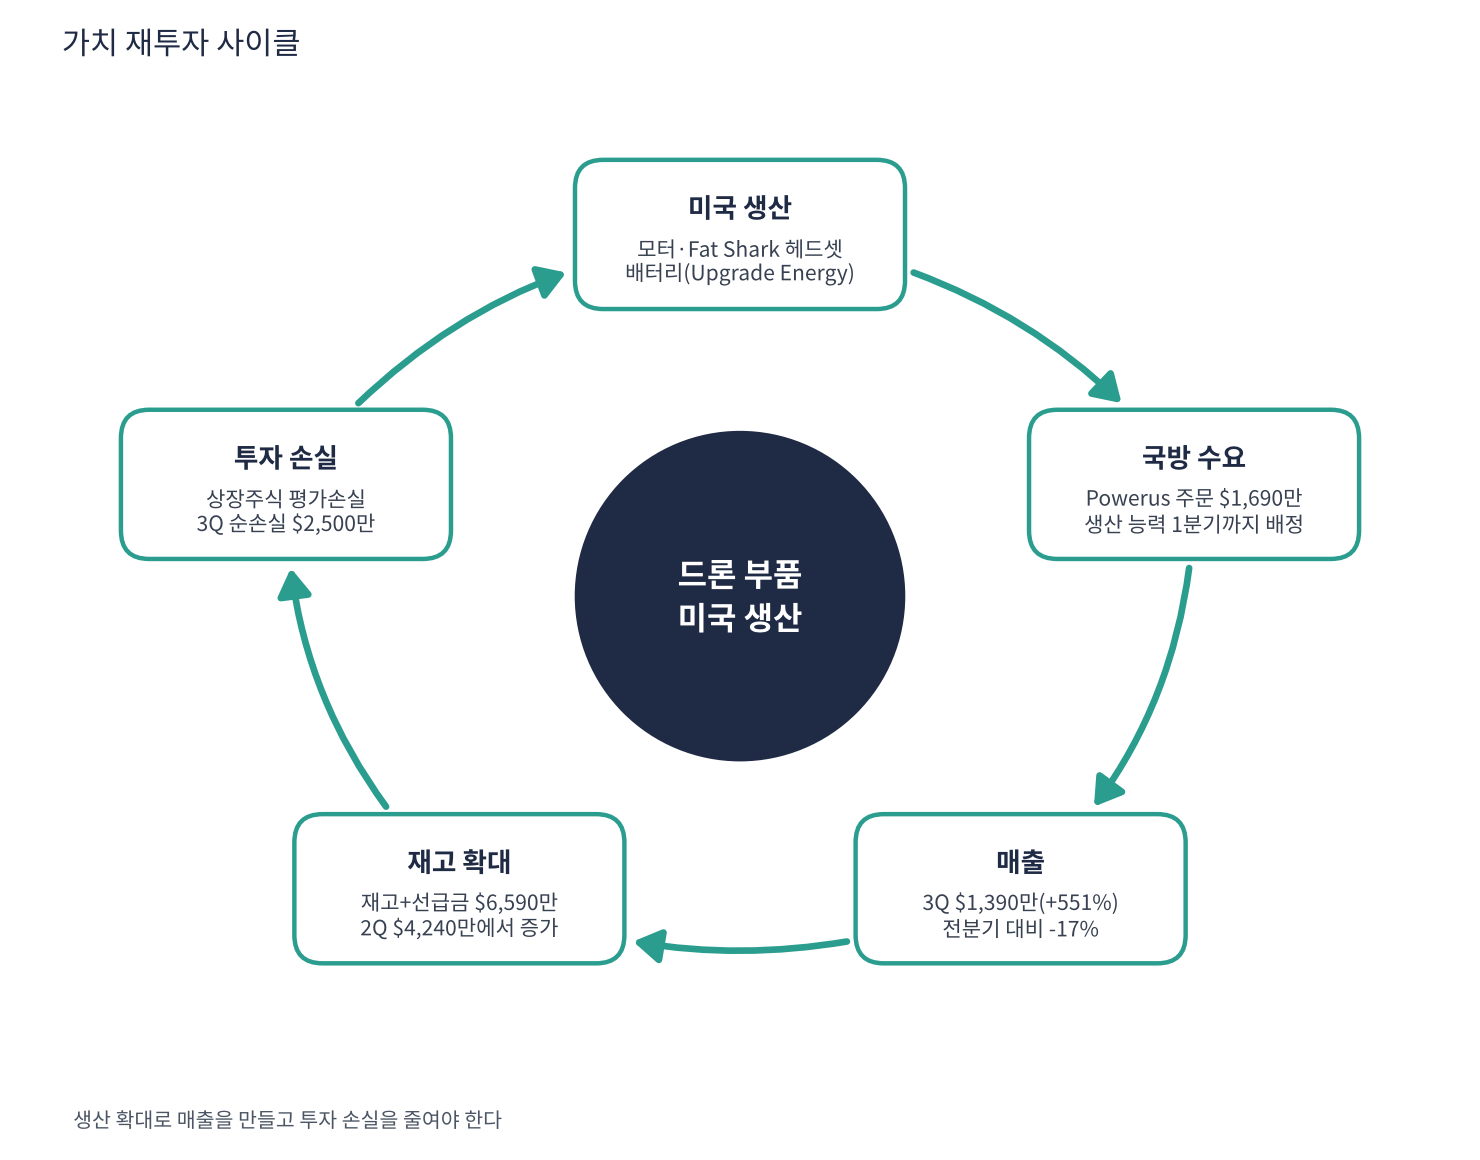 가치 재투자 사이클
미국 생산
모터·Fat Shark 헤드셋
배터리(Upgrade Energy)
국방 수요
Powerus 주문 $1,690만
생산 능력 1분기까지 배정
매출
3Q $1,390만(+551%)
전분기 대비 -17%
재고 확대
재고+선급금 $6,590만
2Q $4,240만에서 증가
투자 손실
상장주식 평가손실
3Q 순손실 $2,500만
드론 부품
미국 생산
생산 확대로 매출을 만들고 투자 손실을 줄여야 한다